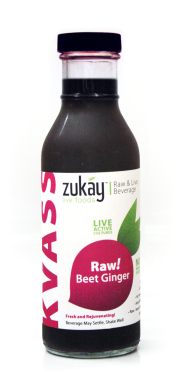 KVASS
zukay
live foods
Raw & Live
Beverage
LIVE
ACTIVE
CULTURES
Raw!
Beet Ginger
Fresh and Rejuvenating!
Beverage May Settle, Shake Well!